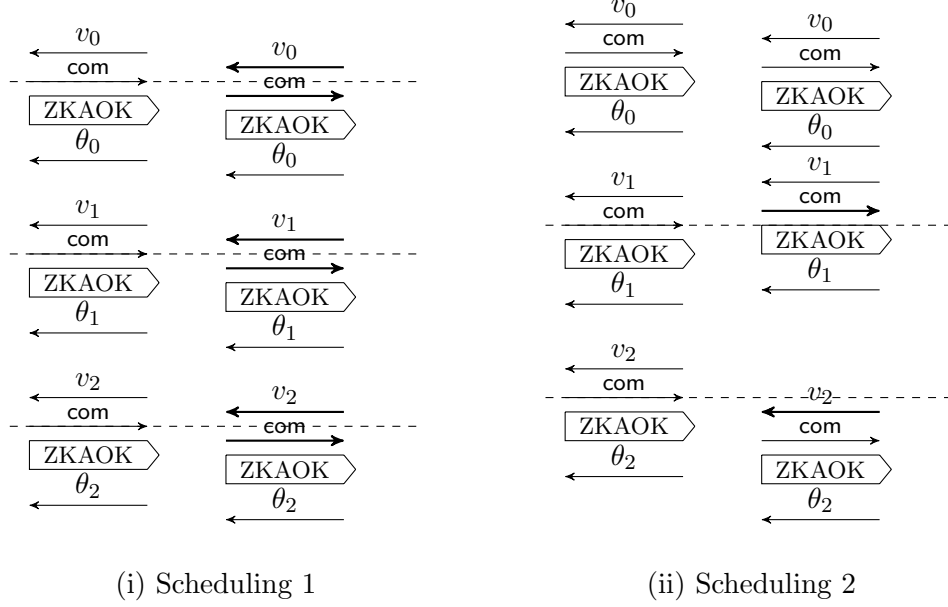 v₀
com
ZKAOK
θ₀
v₁
com
ZKAOK
θ₁
v₂
com
ZKAOK
θ₂
v₀
com
ZKAOK
θ₀
v₁
com
ZKAOK
θ₁
v₂
com
ZKAOK
θ₂
(i) Scheduling 1
v₀
com
ZKAOK
θ₀
v₁
com
ZKAOK
θ₁
v₂
com
ZKAOK
θ₂
v₀
com
ZKAOK
θ₀
v₁
com
ZKAOK
θ₁
v₂
com
ZKAOK
θ₂
(ii) Scheduling 2